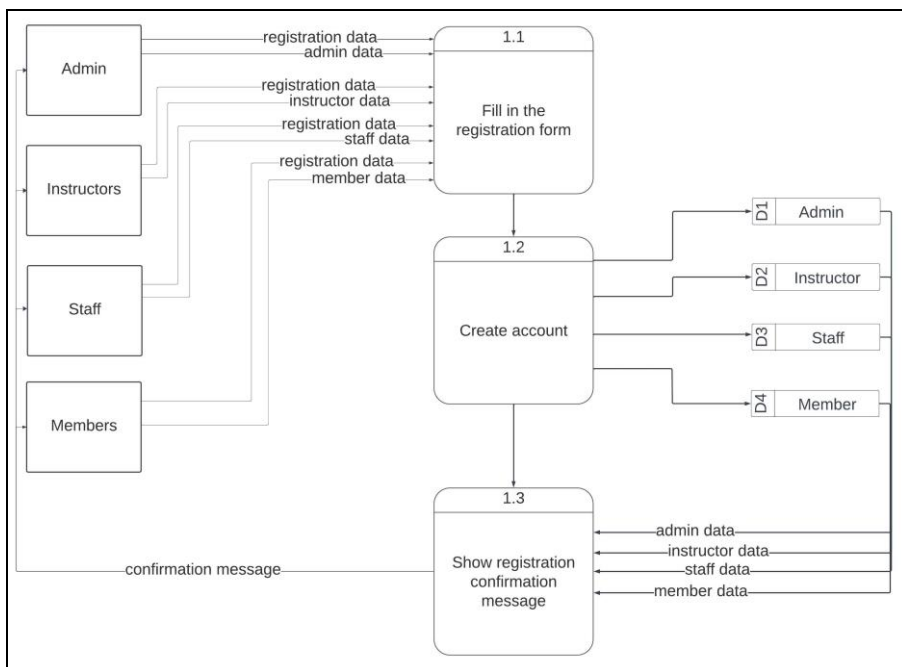 Admin
registration data
admin data
1.1
Fill in the
registration form
registration data
instructor data
Instructors
registration data
staff data
registration data
member data
Staff
Members
1.2
Create account
D1 Admin
D2 Instructor
D3 Staff
D4 Member
1.3
Show registration
confirmation
message
admin data
instructor data
staff data
member data
confirmation message